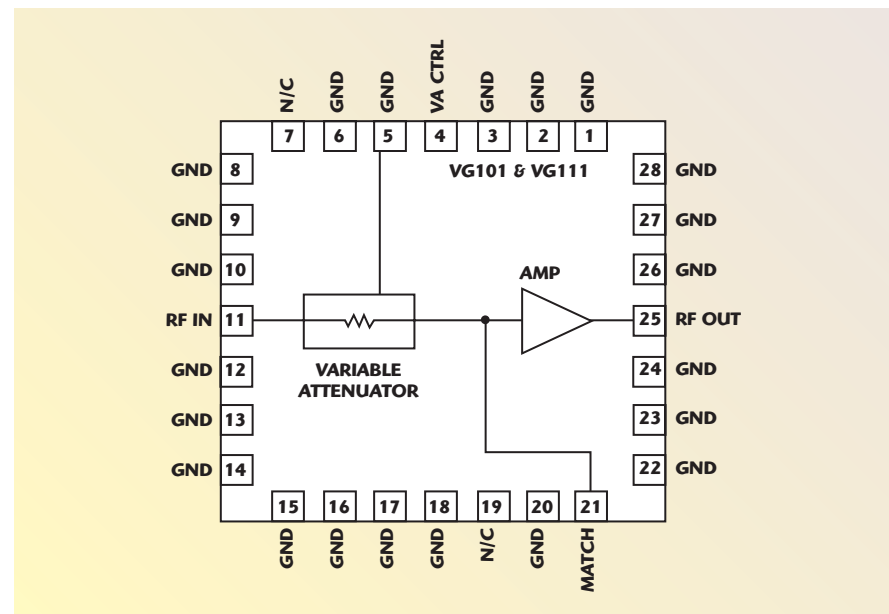 N/C GND GND VA CTRL GND GND GND
7 6 5 4 3 2 1
VG101 & VG111
GND 8
28 GND
GND 9
27 GND
GND 10
26 GND
AMP
RF IN 11
25 RF OUT
VARIABLE
ATTENUATOR
GND 12
24 GND
GND 13
23 GND
GND 14
22 GND
15 16 17 18 19 20 21
GND GND GND GND N/C GND MATCH